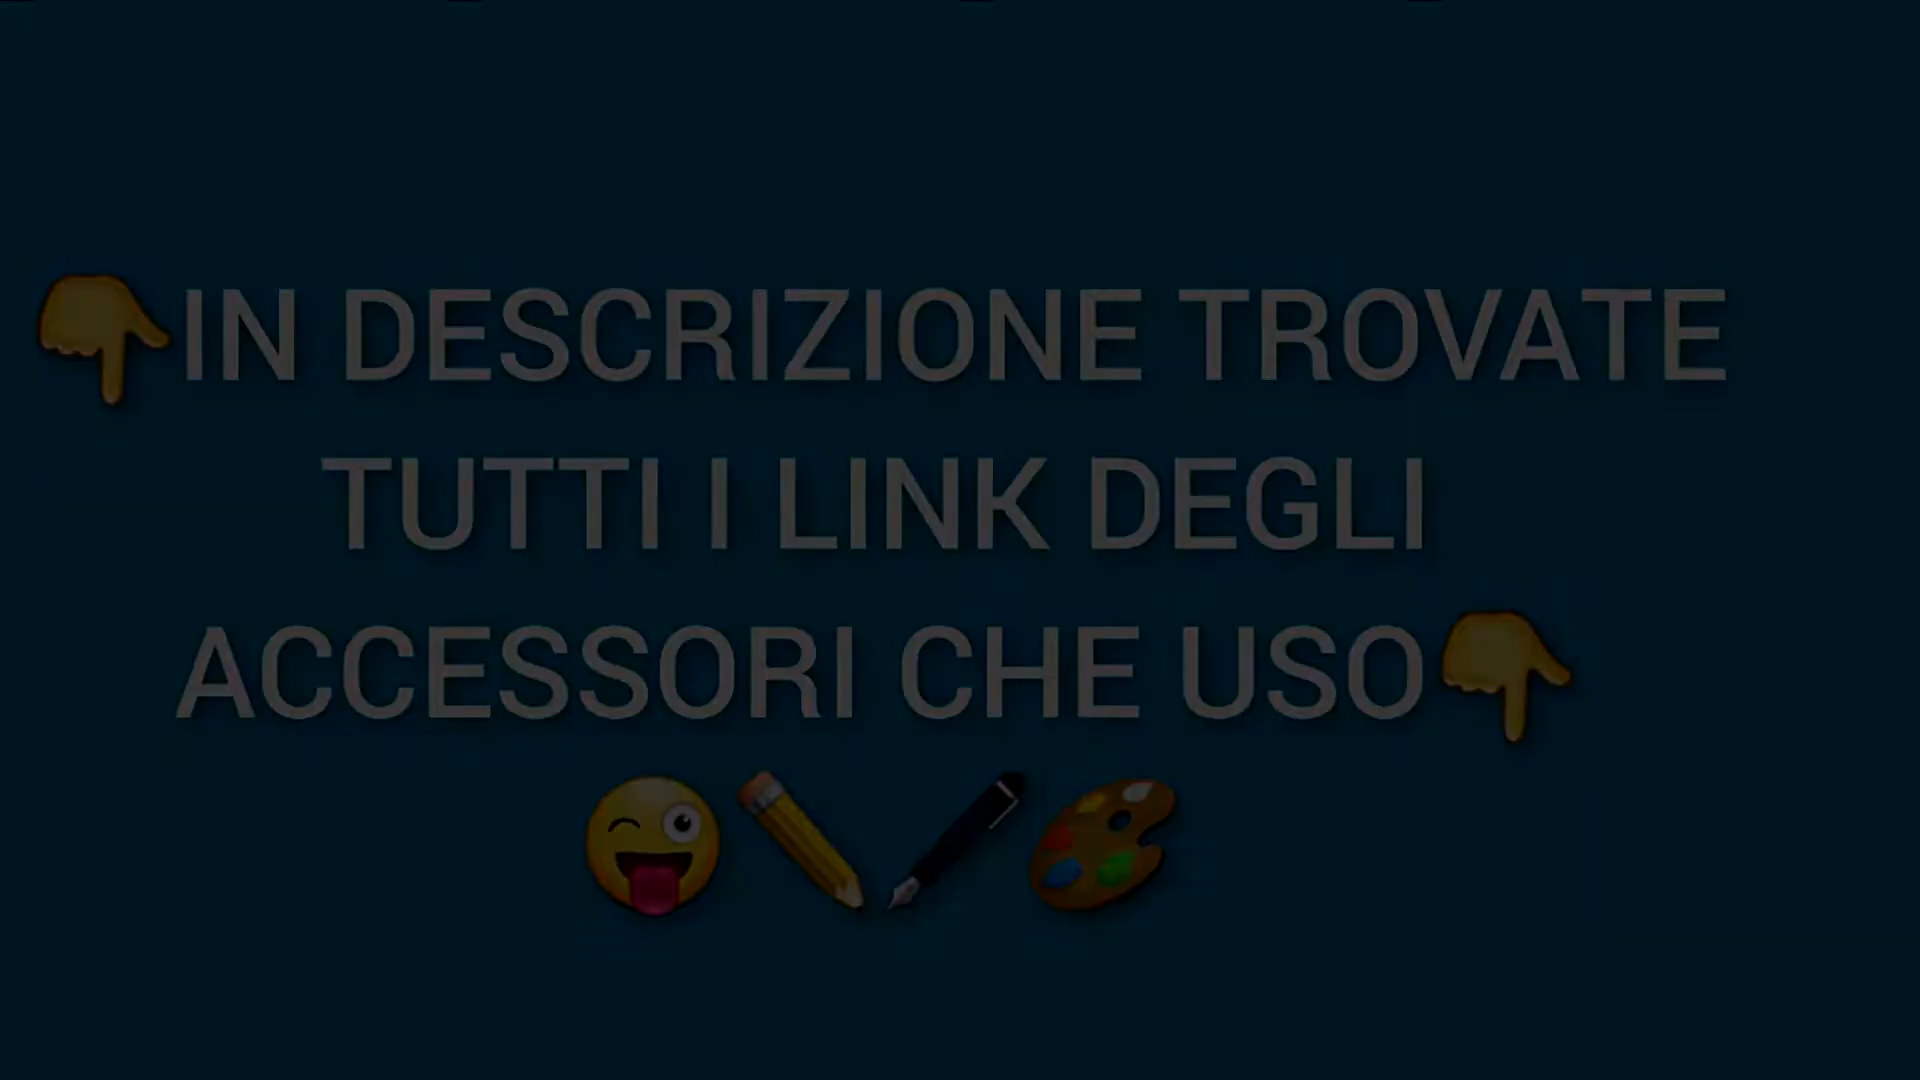 👇IN DESCRIZIONE TROVATE
TUTTI I LINK DEGLI
ACCESSORI CHE USO👇
😜✏️🖋️🎨